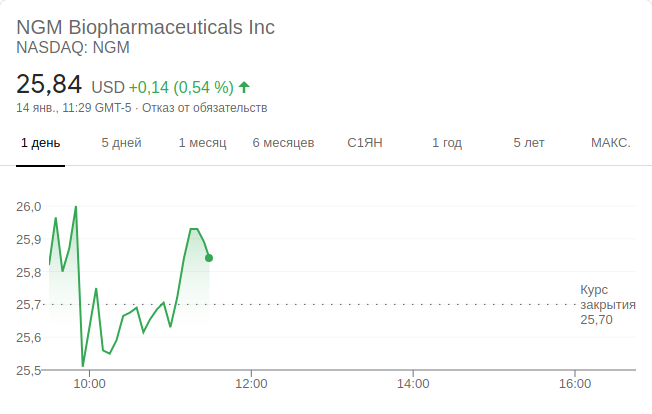 NGM Biopharmaceuticals Inc
NASDAQ: NGM
25,84 USD +0,14 (0,54 %) ↑
14 янв., 11:29 GMT-5 · Отказ от обязательств
1 день 5 дней 1 месяц 6 месяцев С1ЯН 1 год 5 лет МАКС.
26,0
25,9
25,8
25,7
25,6
25,5
Курс
закрытия
25,70
10:00 12:00 14:00 16:00